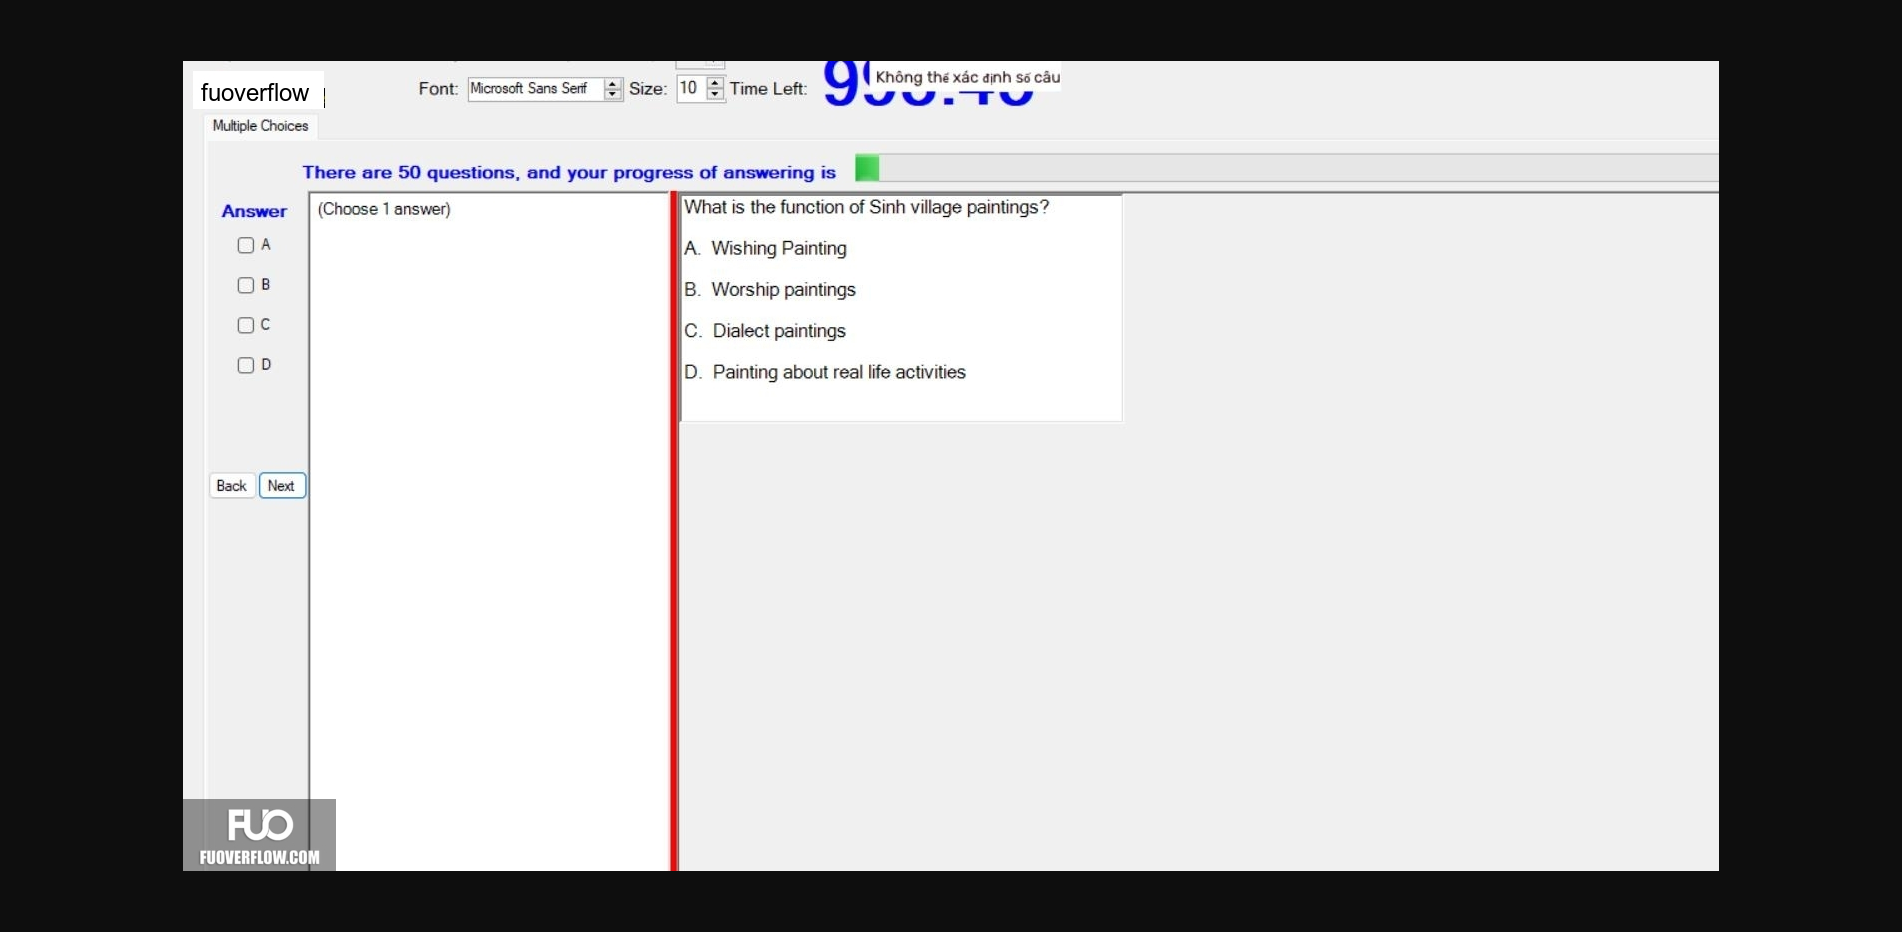 fuoverflow
Font: Microsoft Sans Serif Size: 10 Time Left:
Không thể xác định số câu
Multiple Choices
There are 50 questions, and your progress of answering is
Answer
(Choose 1 answer)
A
B
C
D
Back Next
What is the function of Sinh village paintings?
A. Wishing Painting
B. Worship paintings
C. Dialect paintings
D. Painting about real life activities
FUO
FUOVERFLOW.COM